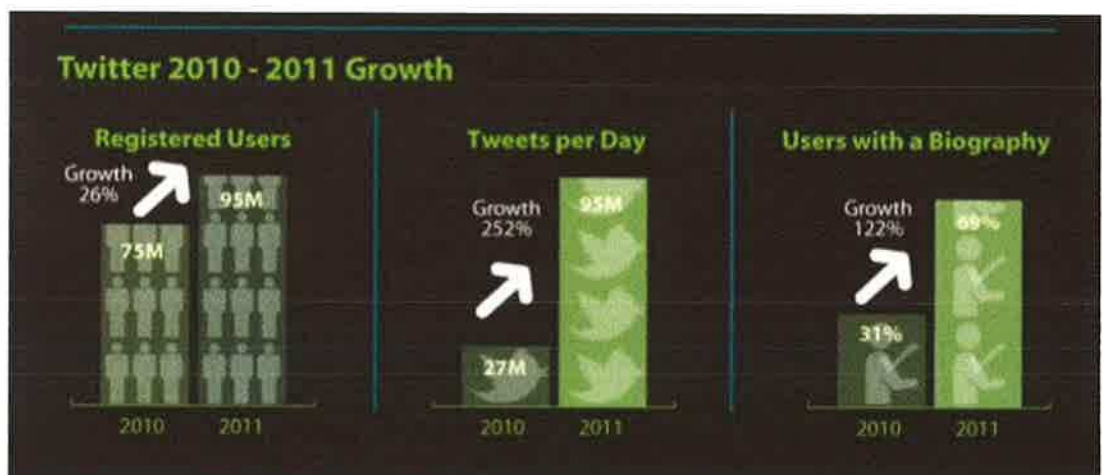 Twitter 2010 - 2011 Growth
Registered Users
Growth
26%
75M
95M
2010
2011
Tweets per Day
Growth
252%
27M
95M
2010
2011
Users with a Biography
Growth
122%
31%
69%
2010
2011